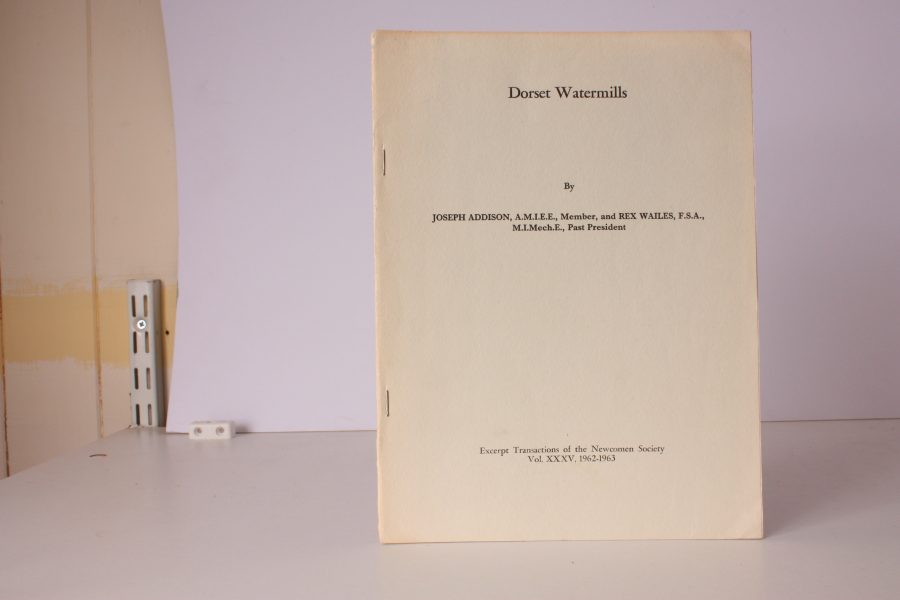 Dorset Watermills
By
JOSEPH ADDISON, A.M.I.E.E., Member, and REX WAILES, F.S.A.,
M.I.Mech.E., Past President
Excerpt Transactions of the Newcomen Society
Vol. XXXV, 1962-1963